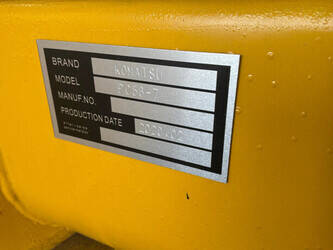 BRAND KOMATSU
MODEL PC56-7
MANUF.NO.
PRODUCTION DATE